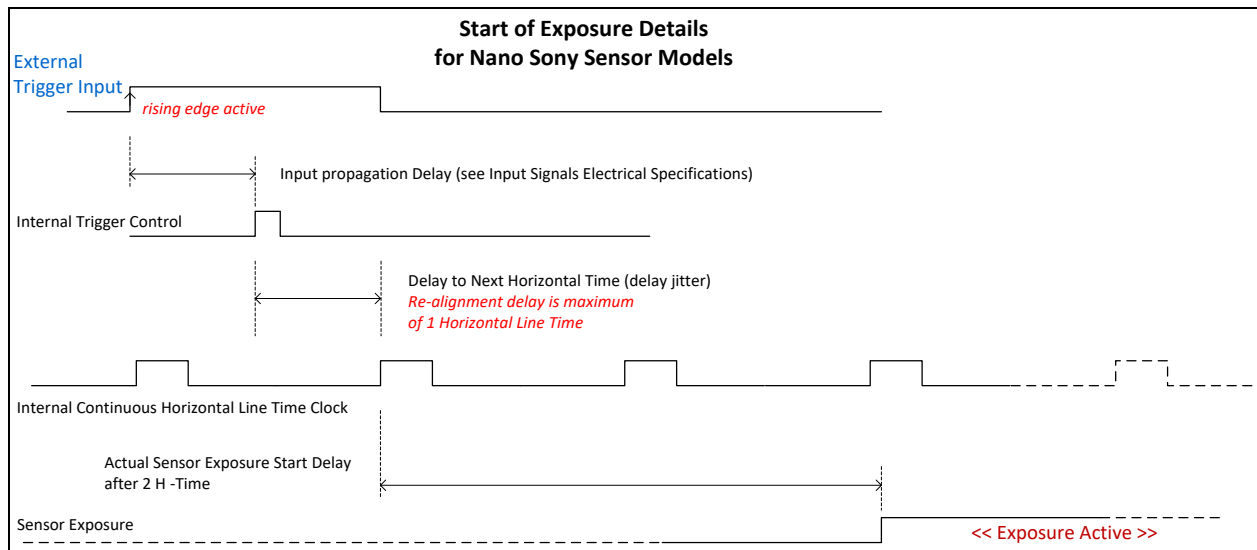 Start of Exposure Details
for Nano Sony Sensor Models
External
Trigger Input
rising edge active
Input propagation Delay (see Input Signals Electrical Specifications)
Internal Trigger Control
Delay to Next Horizontal Time (delay jitter)
Re-alignment delay is maximum
of 1 Horizontal Line Time
Internal Continuous Horizontal Line Time Clock
Actual Sensor Exposure Start Delay
after 2 H -Time
Sensor Exposure
<< Exposure Active >>